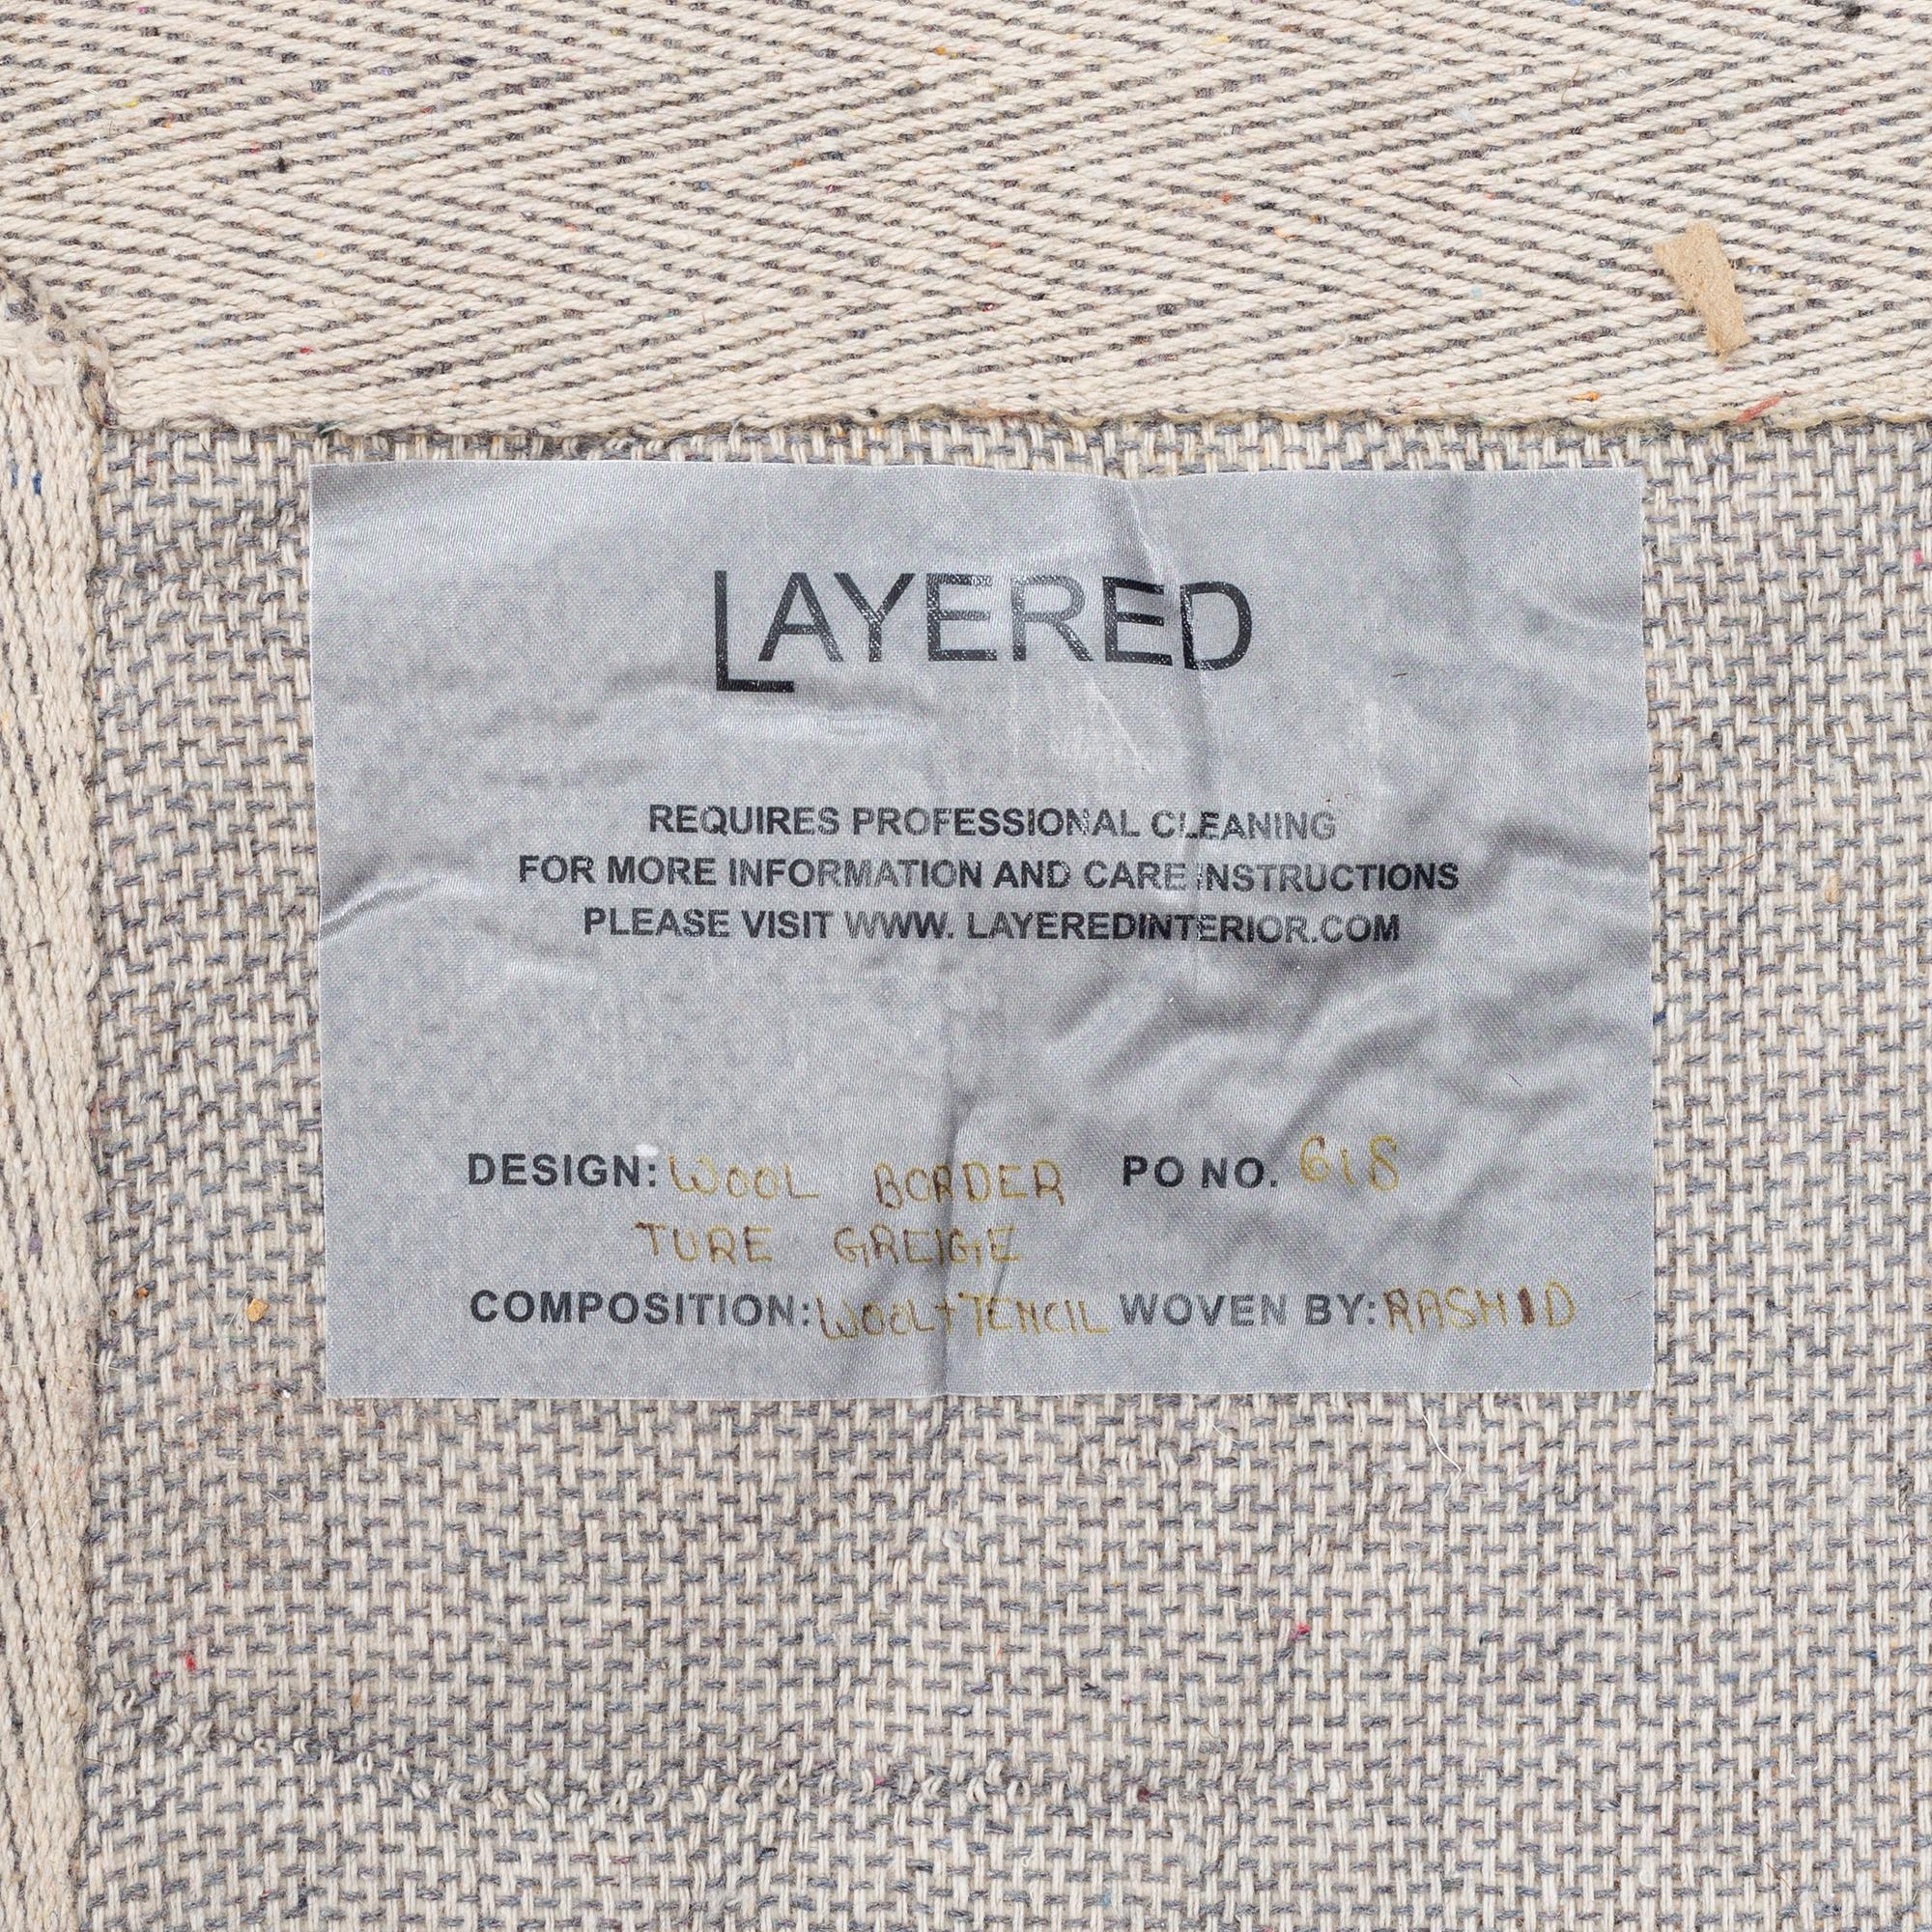 LAYERED
REQUIRES PROFESSIONAL CLEANING
FOR MORE INFORMATION AND CARE INSTRUCTIONS
PLEASE VISIT WWW. LAYEREDINTERIOR.COM
DESIGN: WOOL BORDER PO NO. 618
TURE GREIGE
COMPOSITION: WOOL+TENCIL WOVEN BY: RASHID